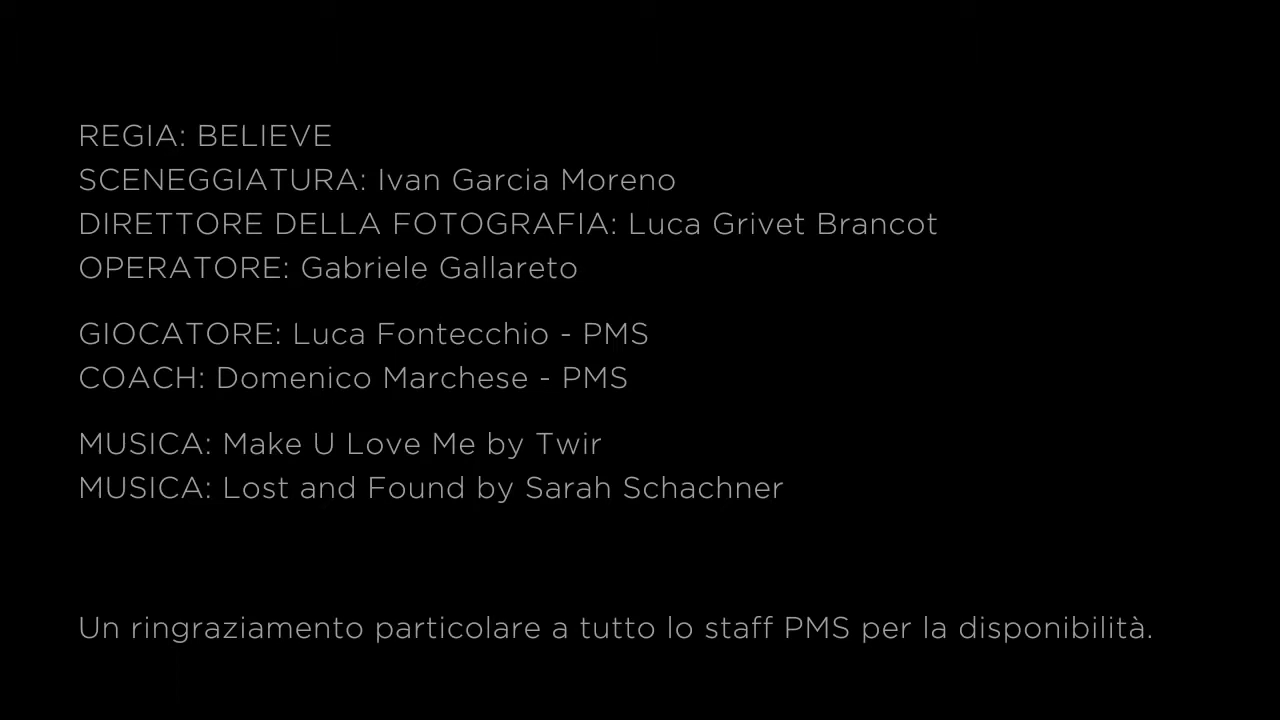 REGIA: BELIEVE
SCENEGGIATURA: Ivan Garcia Moreno
DIRETTORE DELLA FOTOGRAFIA: Luca Grivet Brancot
OPERATORE: Gabriele Gallareto
GIOCATORE: Luca Fontecchio - PMS
COACH: Domenico Marchese - PMS
MUSICA: Make U Love Me by Twir
MUSICA: Lost and Found by Sarah Schachner
Un ringraziamento particolare a tutto lo staff PMS per la disponibilità.